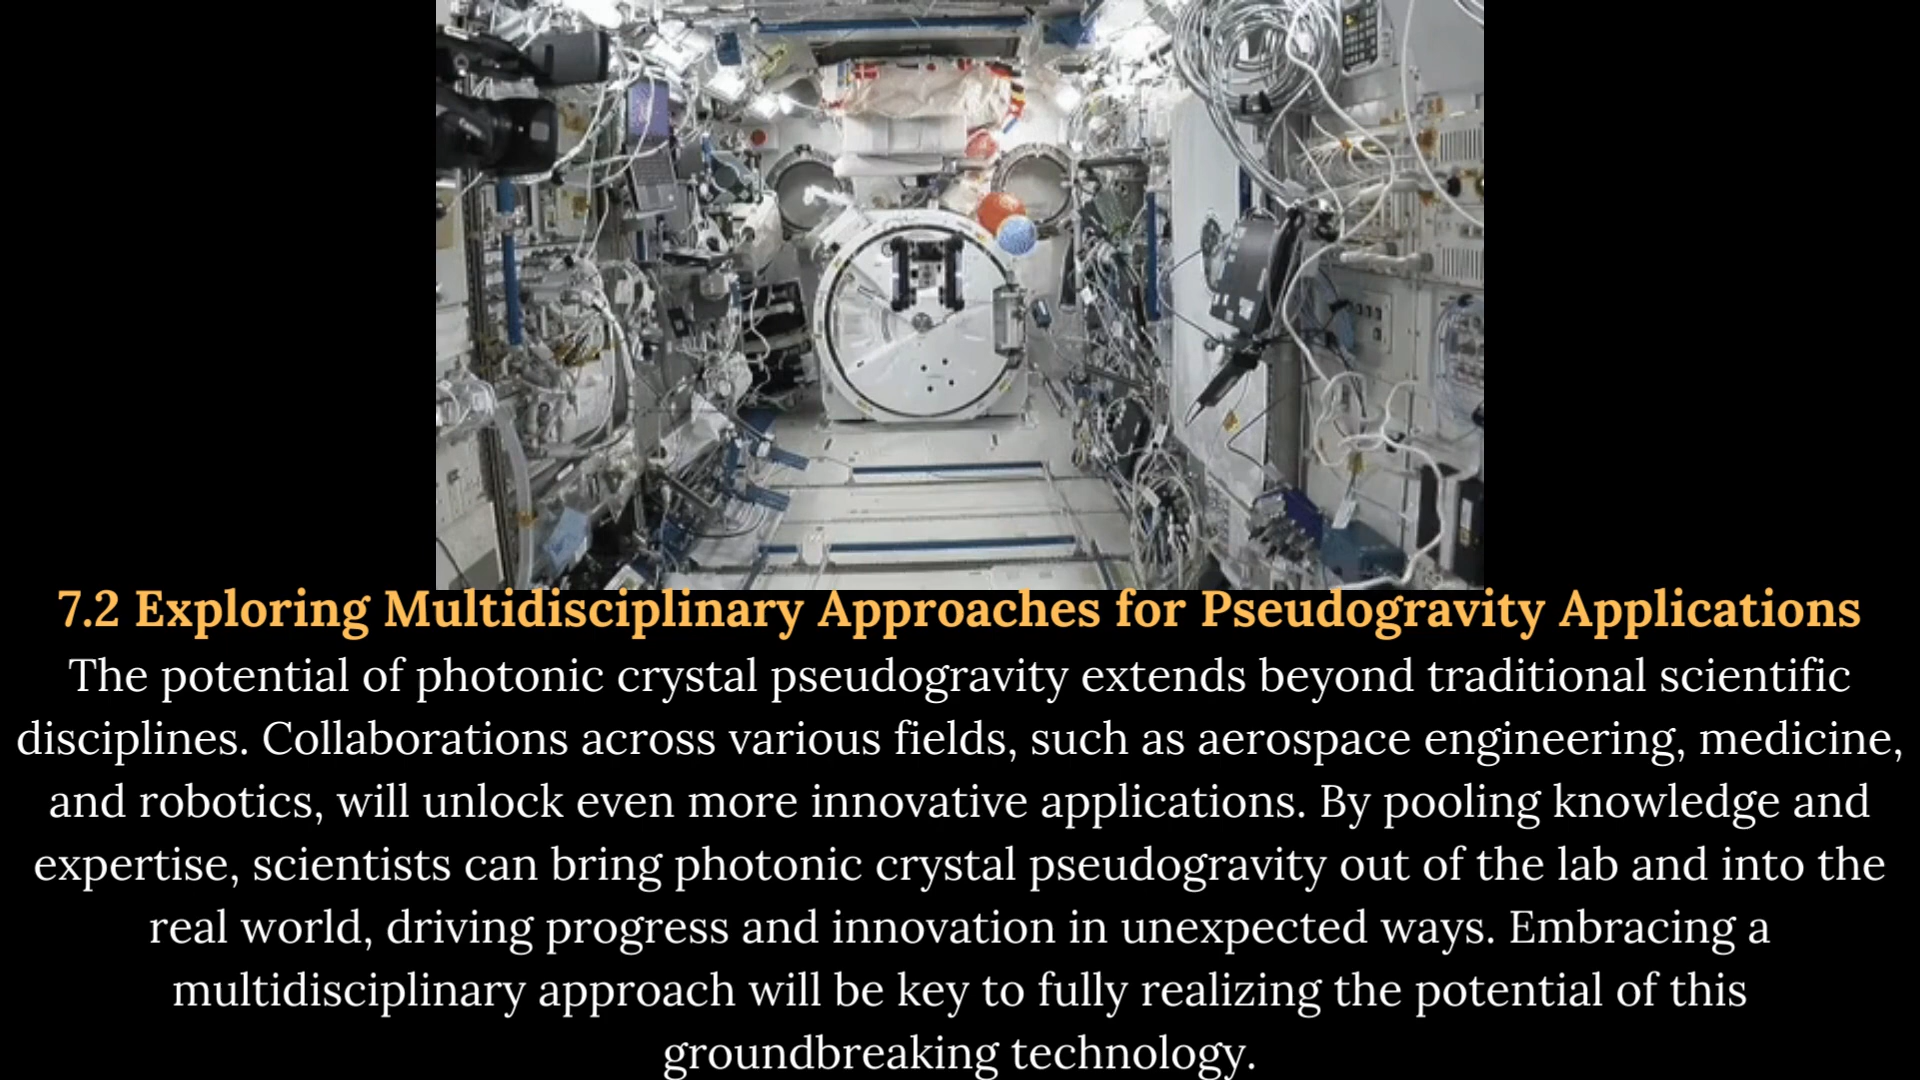 7.2 Exploring Multidisciplinary Approaches for Pseudogravity Applications
The potential of photonic crystal pseudogravity extends beyond traditional scientific
disciplines. Collaborations across various fields, such as aerospace engineering, medicine,
and robotics, will unlock even more innovative applications. By pooling knowledge and
expertise, scientists can bring photonic crystal pseudogravity out of the lab and into the
real world, driving progress and innovation in unexpected ways. Embracing a
multidisciplinary approach will be key to fully realizing the potential of this
groundbreaking technology.